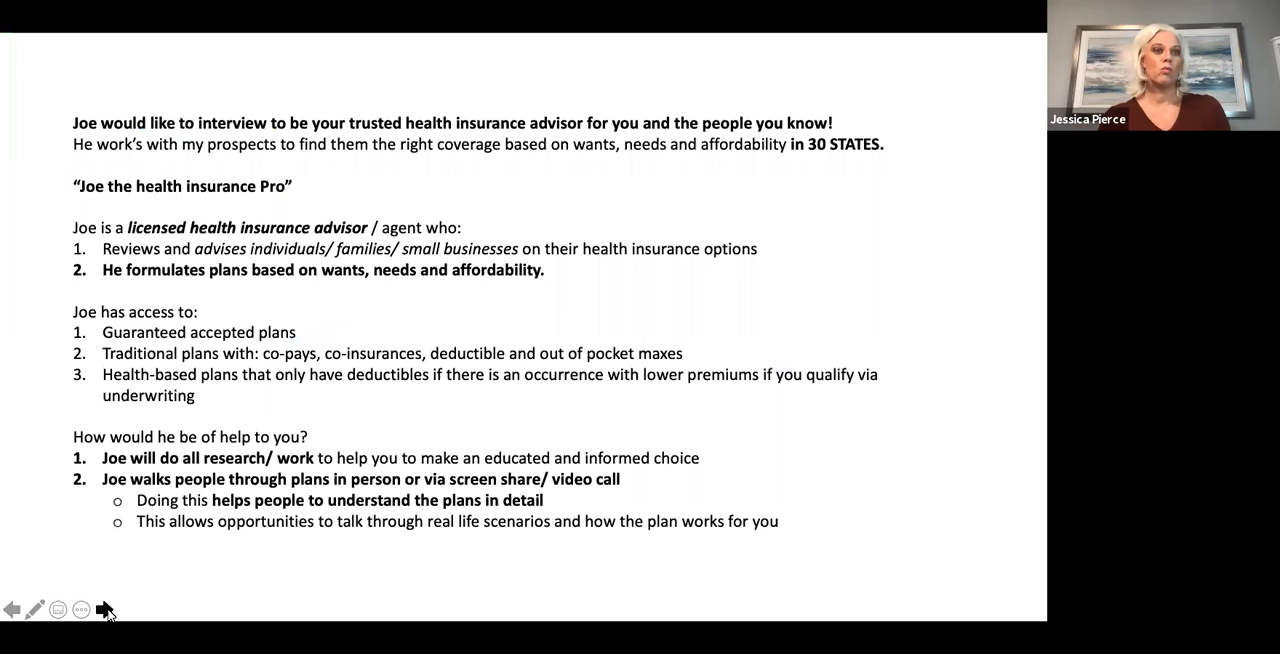 Joe would like to interview to be your trusted health insurance advisor for you and the people you know!
He work's with my prospects to find them the right coverage based on wants, needs and affordability in 30 STATES.
“Joe the health insurance Pro”
Joe is a licensed health insurance advisor / agent who:
1. Reviews and advises individuals/ families/ small businesses on their health insurance options
2. He formulates plans based on wants, needs and affordability.
Joe has access to:
1. Guaranteed accepted plans
2. Traditional plans with: co-pays, co-insurances, deductible and out of pocket maxes
3. Health-based plans that only have deductibles if there is an occurrence with lower premiums if you qualify via
underwriting
How would he be of help to you?
1. Joe will do all research/ work to help you to make an educated and informed choice
2. Joe walks people through plans in person or via screen share/ video call
o Doing this helps people to understand the plans in detail
o This allows opportunities to talk through real life scenarios and how the plan works for you
Jessica Pierce